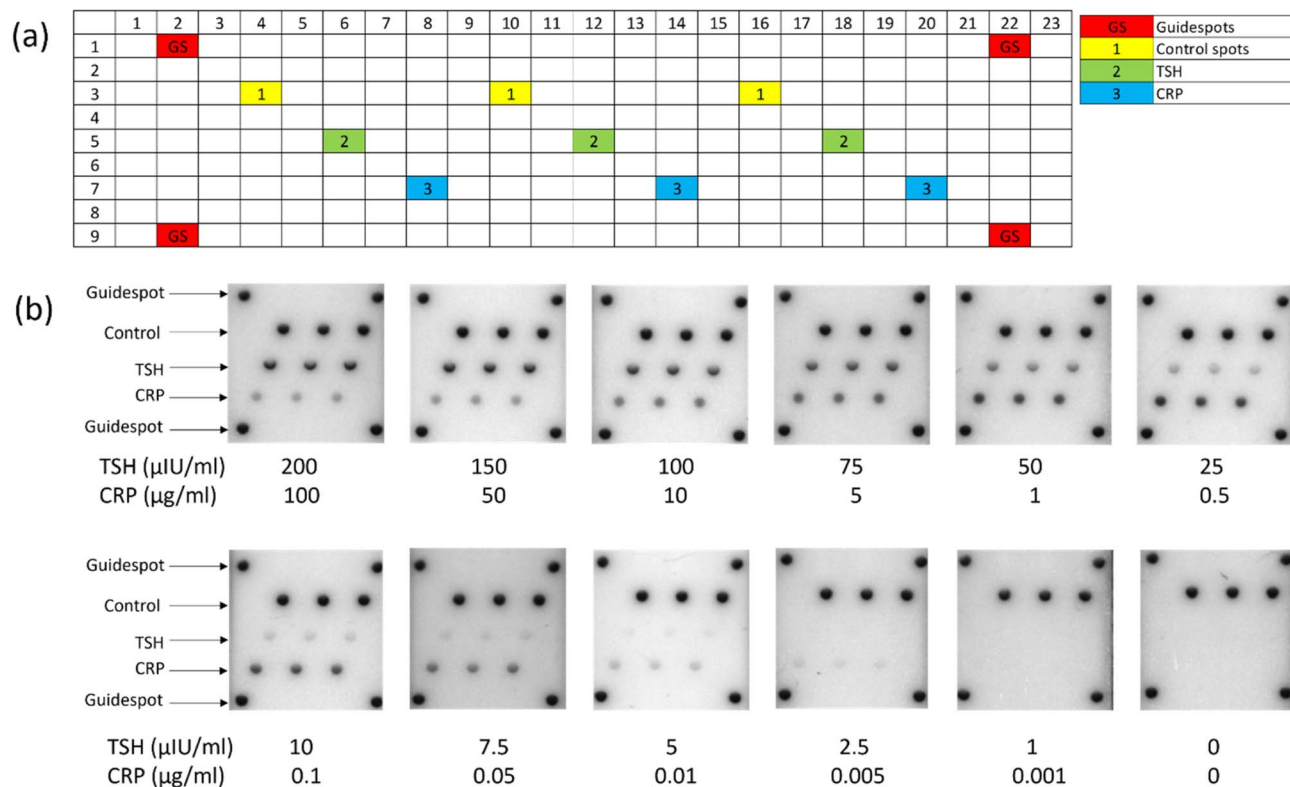 (a)
1 2 3 4 5 6 7 8 9 10 11 12 13 14 15 16 17 18 19 20 21 22 23
1 GS GS
2
3 1 1 1
4
5 2 2 2
6
7 3 3 3
8
9 GS GS
GS Guidespots
1 Control spots
2 TSH
3 CRP
(b)
Guidespot
Control
TSH
CRP
Guidespot
TSH (μIU/ml) 200 150 100 75 50 25
CRP (μg/ml) 100 50 10 5 1 0.5
Guidespot
Control
TSH
CRP
Guidespot
TSH (μIU/ml) 10 7.5 5 2.5 1 0
CRP (μg/ml) 0.1 0.05 0.01 0.005 0.001 0